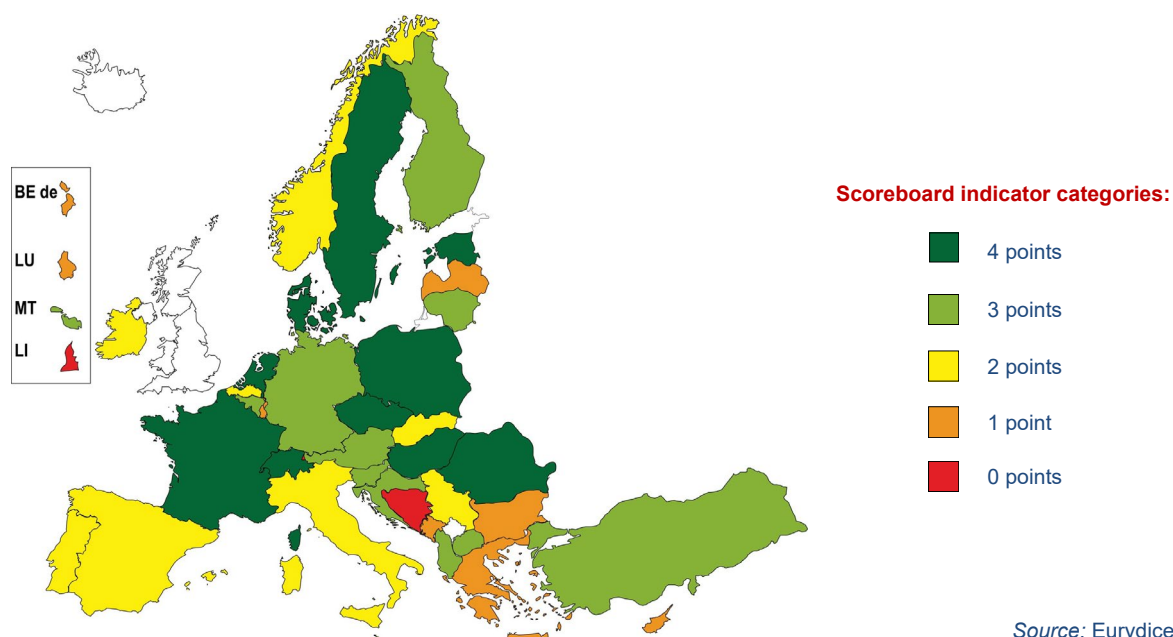 BE de
LU
MT
LI
Scoreboard indicator categories:
4 points
3 points
2 points
1 point
0 points
Source: Eurydice